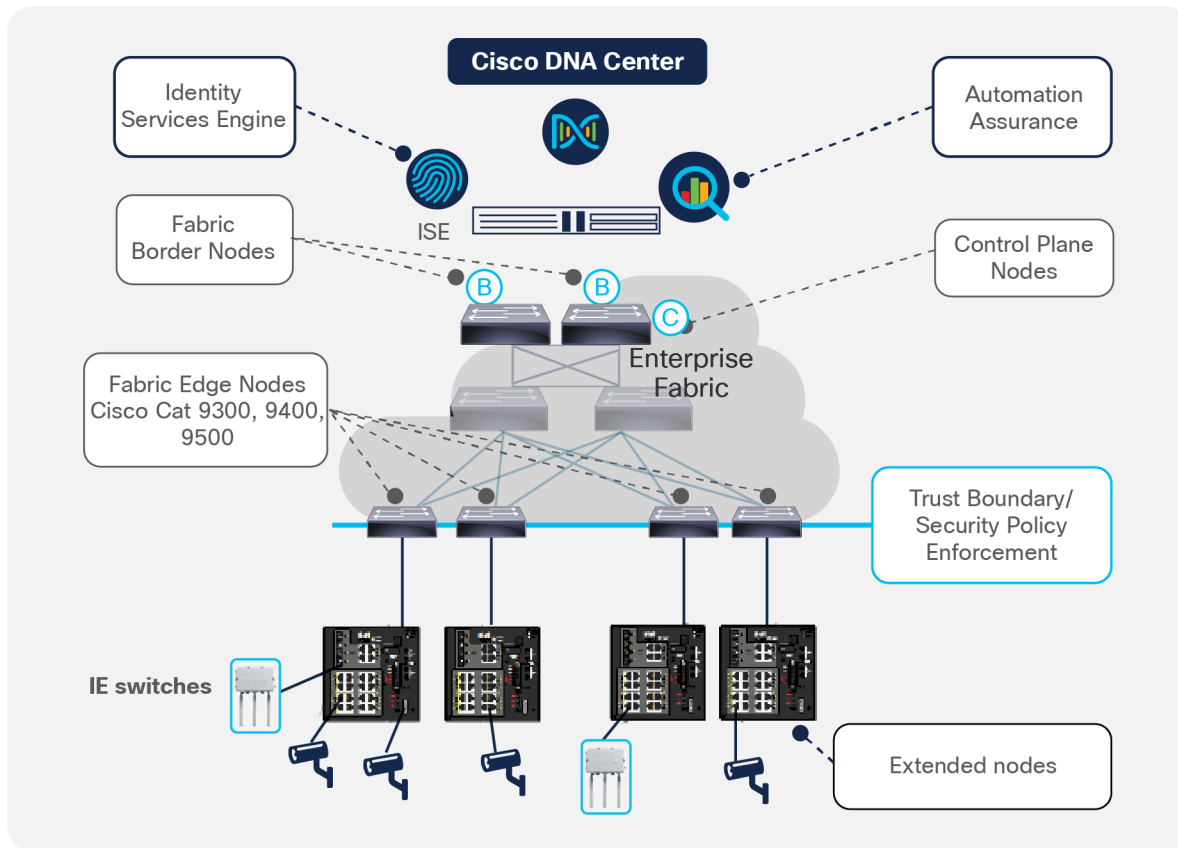 Cisco DNA Center
Identity
Services Engine
Automation
Assurance
ISE
Fabric
Border Nodes
Control Plane
Nodes
B
B
C
Enterprise
Fabric
Fabric Edge Nodes
Cisco Cat 9300, 9400,
9500
Trust Boundary/
Security Policy
Enforcement
IE switches
Extended nodes